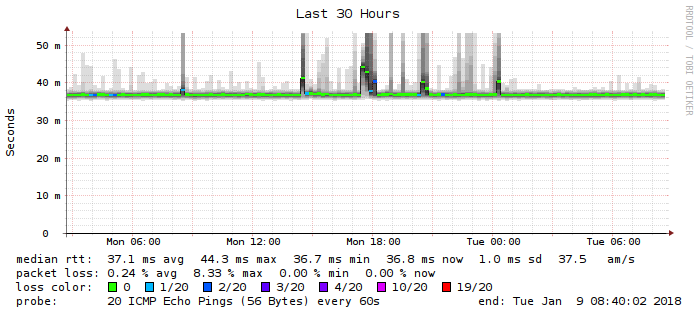 Last 30 Hours
RRDTOOL / TOBI OETIKER
Seconds
50 m
40 m
30 m
20 m
10 m
0
Mon 06:00 Mon 12:00 Mon 18:00 Tue 00:00 Tue 06:00
median rtt: 37.1 ms avg 44.3 ms max 36.7 ms min 36.8 ms now 1.0 ms sd 37.5 am/s
packet loss: 0.24 % avg 8.33 % max 0.00 % min 0.00 % now
loss color: 0 1/20 2/20 3/20 4/20 10/20 19/20
probe: 20 ICMP Echo Pings (56 Bytes) every 60s end: Tue Jan 9 08:40:02 2018